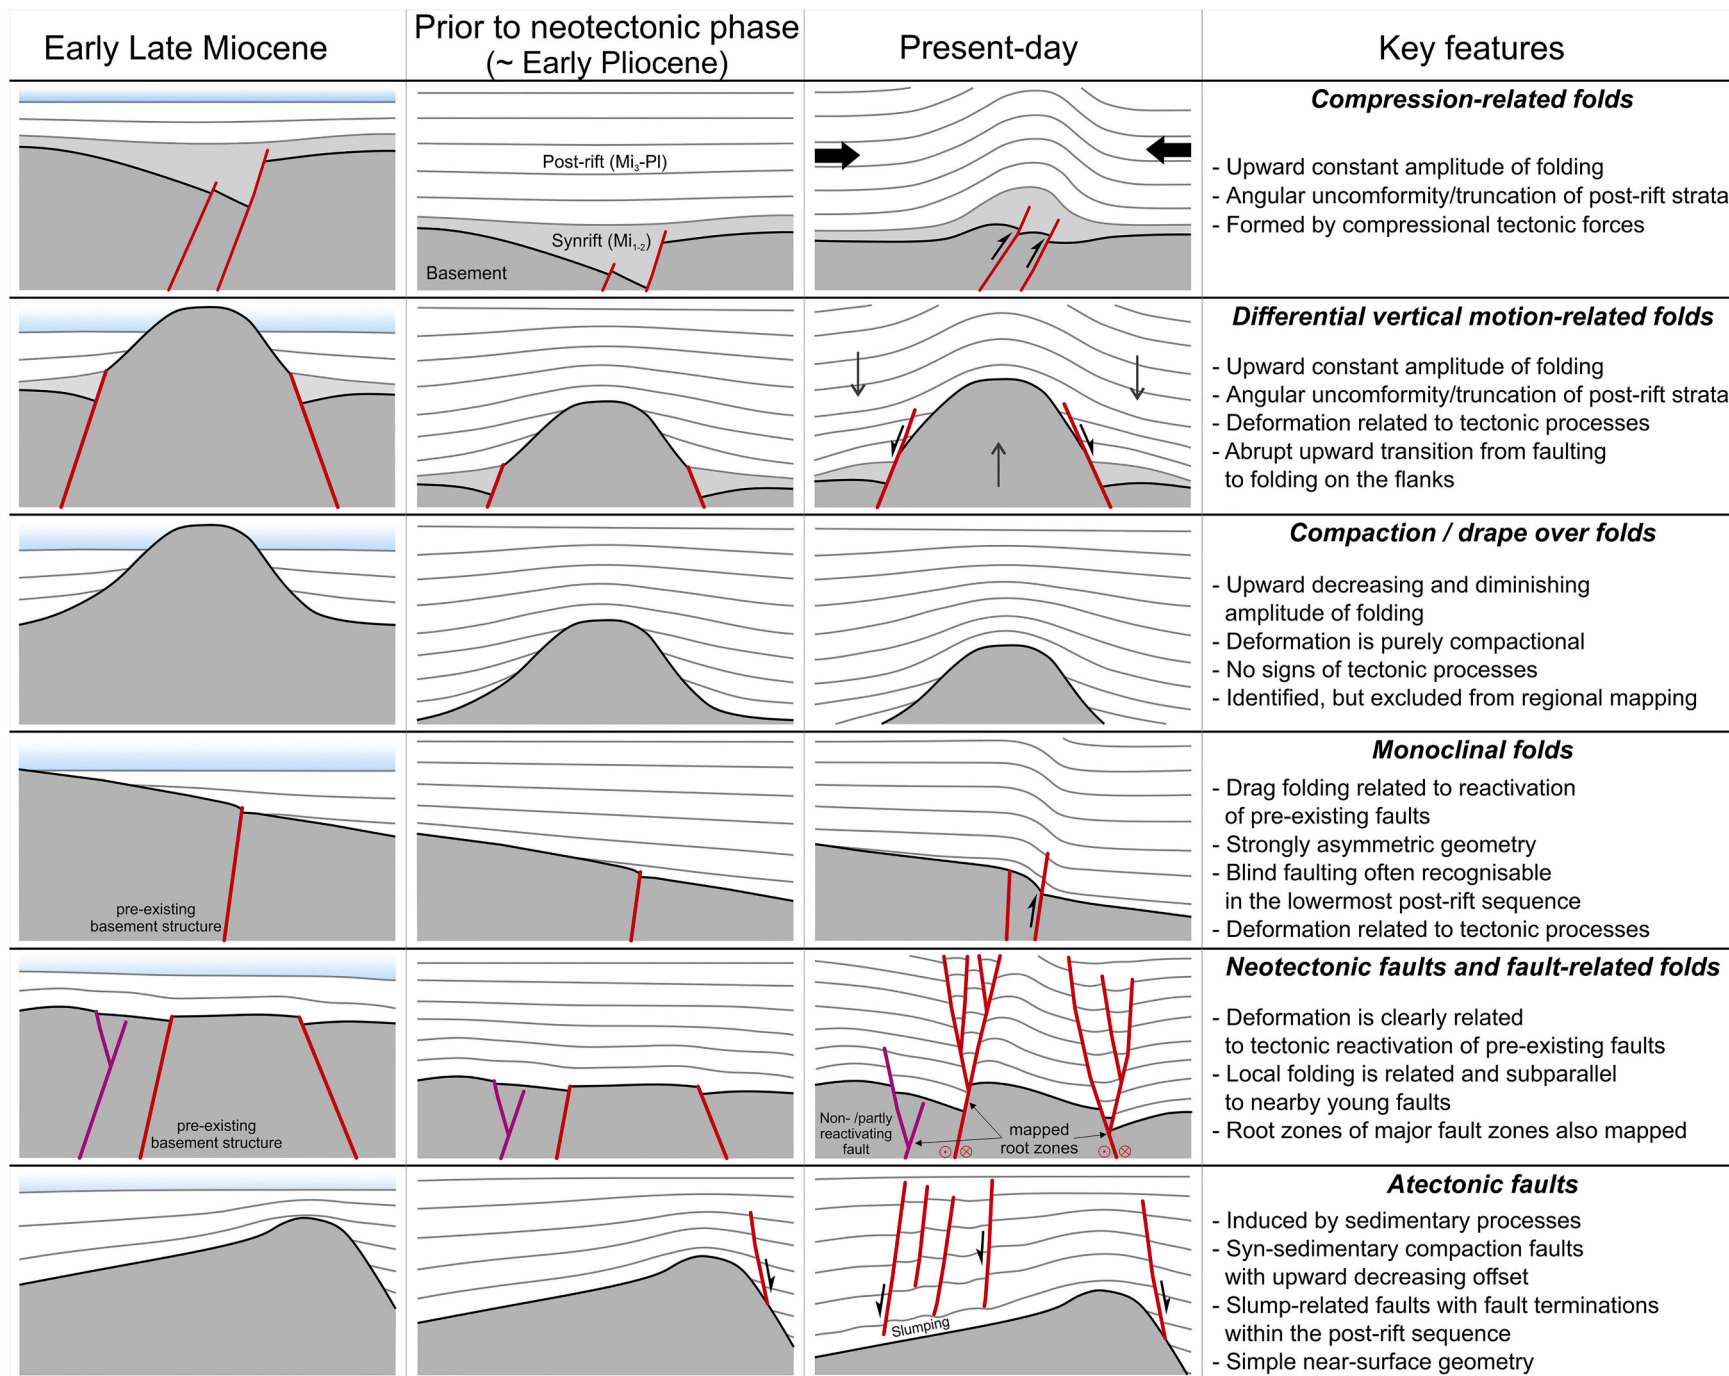 Early Late Miocene
Prior to neotectonic phase
(~ Early Pliocene)
Present-day
Key features
Post-rift (Mi₃-Pl)
Synrift (Mi₁₋₂)
Basement
Compression-related folds
- Upward constant amplitude of folding
- Angular uncomformity/truncation of post-rift strata
- Formed by compressional tectonic forces
Differential vertical motion-related folds
- Upward constant amplitude of folding
- Angular uncomformity/truncation of post-rift strata
- Deformation related to tectonic processes
- Abrupt upward transition from faulting
to folding on the flanks
Compaction / drape over folds
- Upward decreasing and diminishing
amplitude of folding
- Deformation is purely compactional
- No signs of tectonic processes
- Identified, but excluded from regional mapping
pre-existing
basement structure
Monoclinal folds
- Drag folding related to reactivation
of pre-existing faults
- Strongly asymmetric geometry
- Blind faulting often recognisable
in the lowermost post-rift sequence
- Deformation related to tectonic processes
pre-existing
basement structure
Non- /partly
reactivating
fault
mapped
root zones
Neotectonic faults and fault-related folds
- Deformation is clearly related
to tectonic reactivation of pre-existing faults
- Local folding is related and subparallel
to nearby young faults
- Root zones of major fault zones also mapped
Slumping
Atectonic faults
- Induced by sedimentary processes
- Syn-sedimentary compaction faults
with upward decreasing offset
- Slump-related faults with fault terminations
within the post-rift sequence
- Simple near-surface geometry